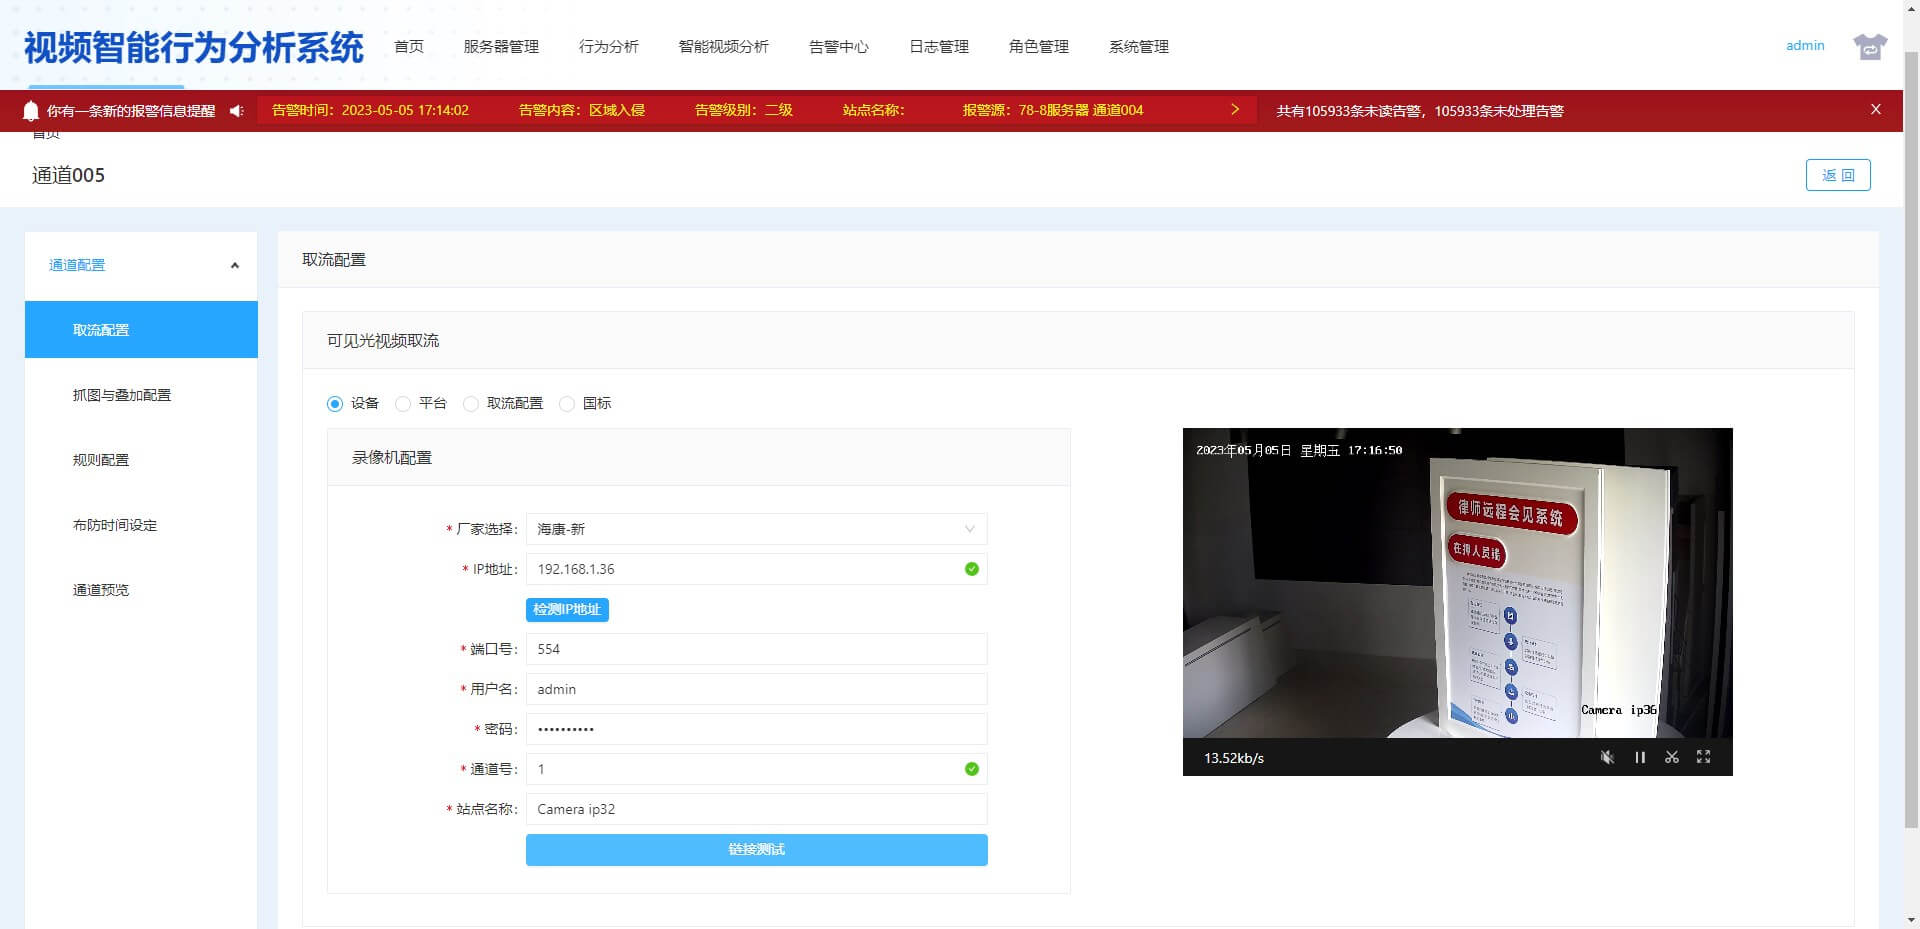 视频智能行为分析系统
首页 服务器管理 行为分析 智能视频分析 告警中心 日志管理 角色管理 系统管理
admin
你有一条新的报警信息提醒
告警时间：2023-05-05 17:14:02 告警内容：区域入侵 告警级别：二级 站点名称： 报警源：78-8服务器 通道004
共有105933条未读告警，105933条未处理告警
X
首页
通道005
返 回
通道配置
取流配置
抓图与叠加配置
规则配置
布防时间设定
通道预览
取流配置
可见光视频取流
设备 平台 取流配置 国标
录像机配置
* 厂家选择： 海康-新
* IP地址： 192.168.1.36
检测IP地址
* 端口号： 554
* 用户名： admin
* 密码： ••••••••••
* 通道号： 1
* 站点名称： Camera ip32
链接测试
2023年05月05日 星期五 17:16:50
律师远程会见系统
在押人员端
Camera ip36
13.52kb/s